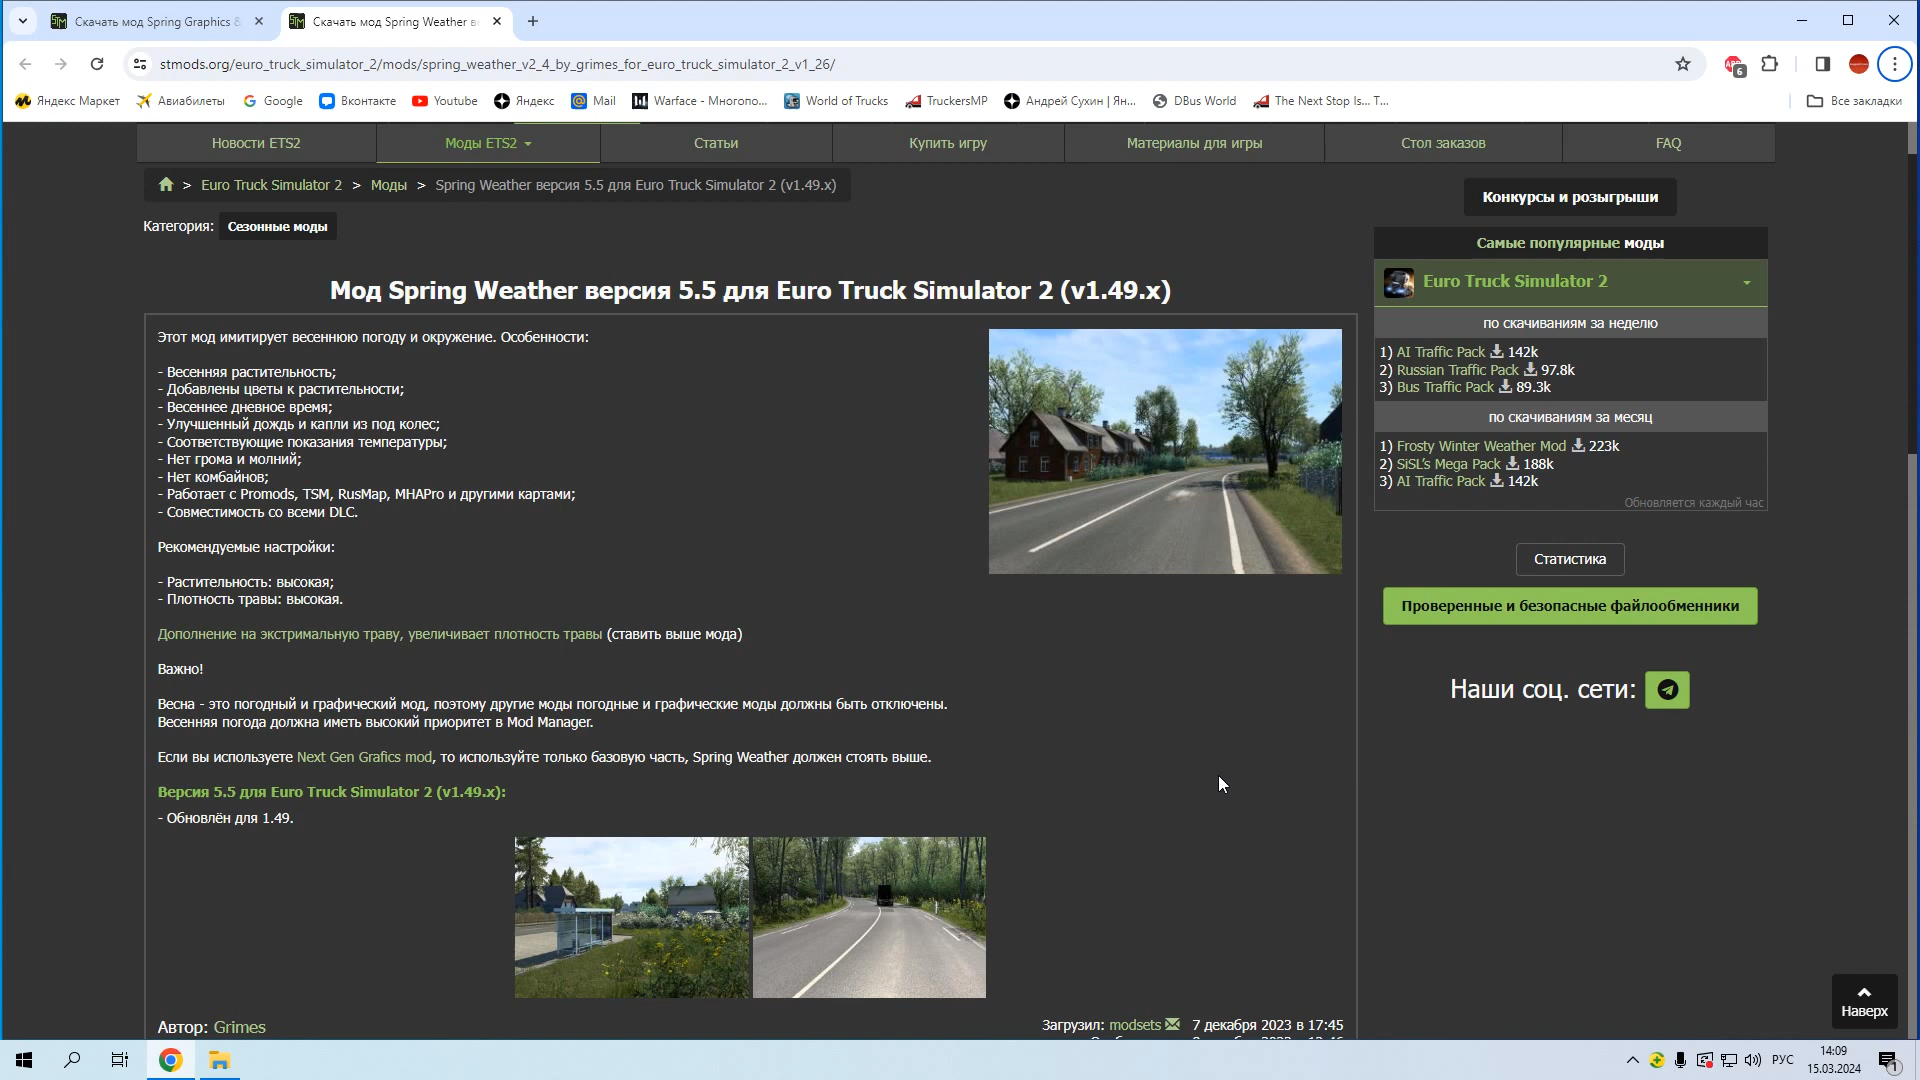 Скачать мод Spring Graphics &
Скачать мод Spring Weather ве
stmods.org/euro_truck_simulator_2/mods/spring_weather_v2_4_by_grimes_for_euro_truck_simulator_2_v1_26/
6
Яндекс Маркет
Авиабилеты
Google
Вконтакте
Youtube
Яндекс
Mail
Warface - Многопо...
World of Trucks
TruckersMP
Андрей Сухин | Ян...
DBus World
The Next Stop Is... T...
Все закладки
Новости ETS2
Моды ETS2
Статьи
Купить игру
Материалы для игры
Стол заказов
FAQ
> Euro Truck Simulator 2 > Моды > Spring Weather версия 5.5 для Euro Truck Simulator 2 (v1.49.x)
Категория: Сезонные моды
Мод Spring Weather версия 5.5 для Euro Truck Simulator 2 (v1.49.x)
Этот мод имитирует весеннюю погоду и окружение. Особенности:
- Весенняя растительность;
- Добавлены цветы к растительности;
- Весеннее дневное время;
- Улучшенный дождь и капли из под колес;
- Соответствующие показания температуры;
- Нет грома и молний;
- Нет комбайнов;
- Работает с Promods, TSM, RusMap, MHAPro и другими картами;
- Совместимость со всеми DLC.
Рекомендуемые настройки:
- Растительность: высокая;
- Плотность травы: высокая.
Дополнение на экстримальную траву, увеличивает плотность травы (ставить выше мода)
Важно!
Весна - это погодный и графический мод, поэтому другие моды погодные и графические моды должны быть отключены.
Весенняя погода должна иметь высокий приоритет в Mod Manager.
Если вы используете Next Gen Grafics mod, то используйте только базовую часть, Spring Weather должен стоять выше.
Версия 5.5 для Euro Truck Simulator 2 (v1.49.x):
- Обновлён для 1.49.
Автор: Grimes
Загрузил: modsets 7 декабря 2023 в 17:45
Конкурсы и розыгрыши
Самые популярные моды
Euro Truck Simulator 2
по скачиваниям за неделю
1) AI Traffic Pack 142k
2) Russian Traffic Pack 97.8k
3) Bus Traffic Pack 89.3k
по скачиваниям за месяц
1) Frosty Winter Weather Mod 223k
2) SiSL's Mega Pack 188k
3) AI Traffic Pack 142k
Обновляется каждый час
Статистика
Проверенные и безопасные файлообменники
Наши соц. сети:
Наверх
РУС
14:09
15.03.2024
1